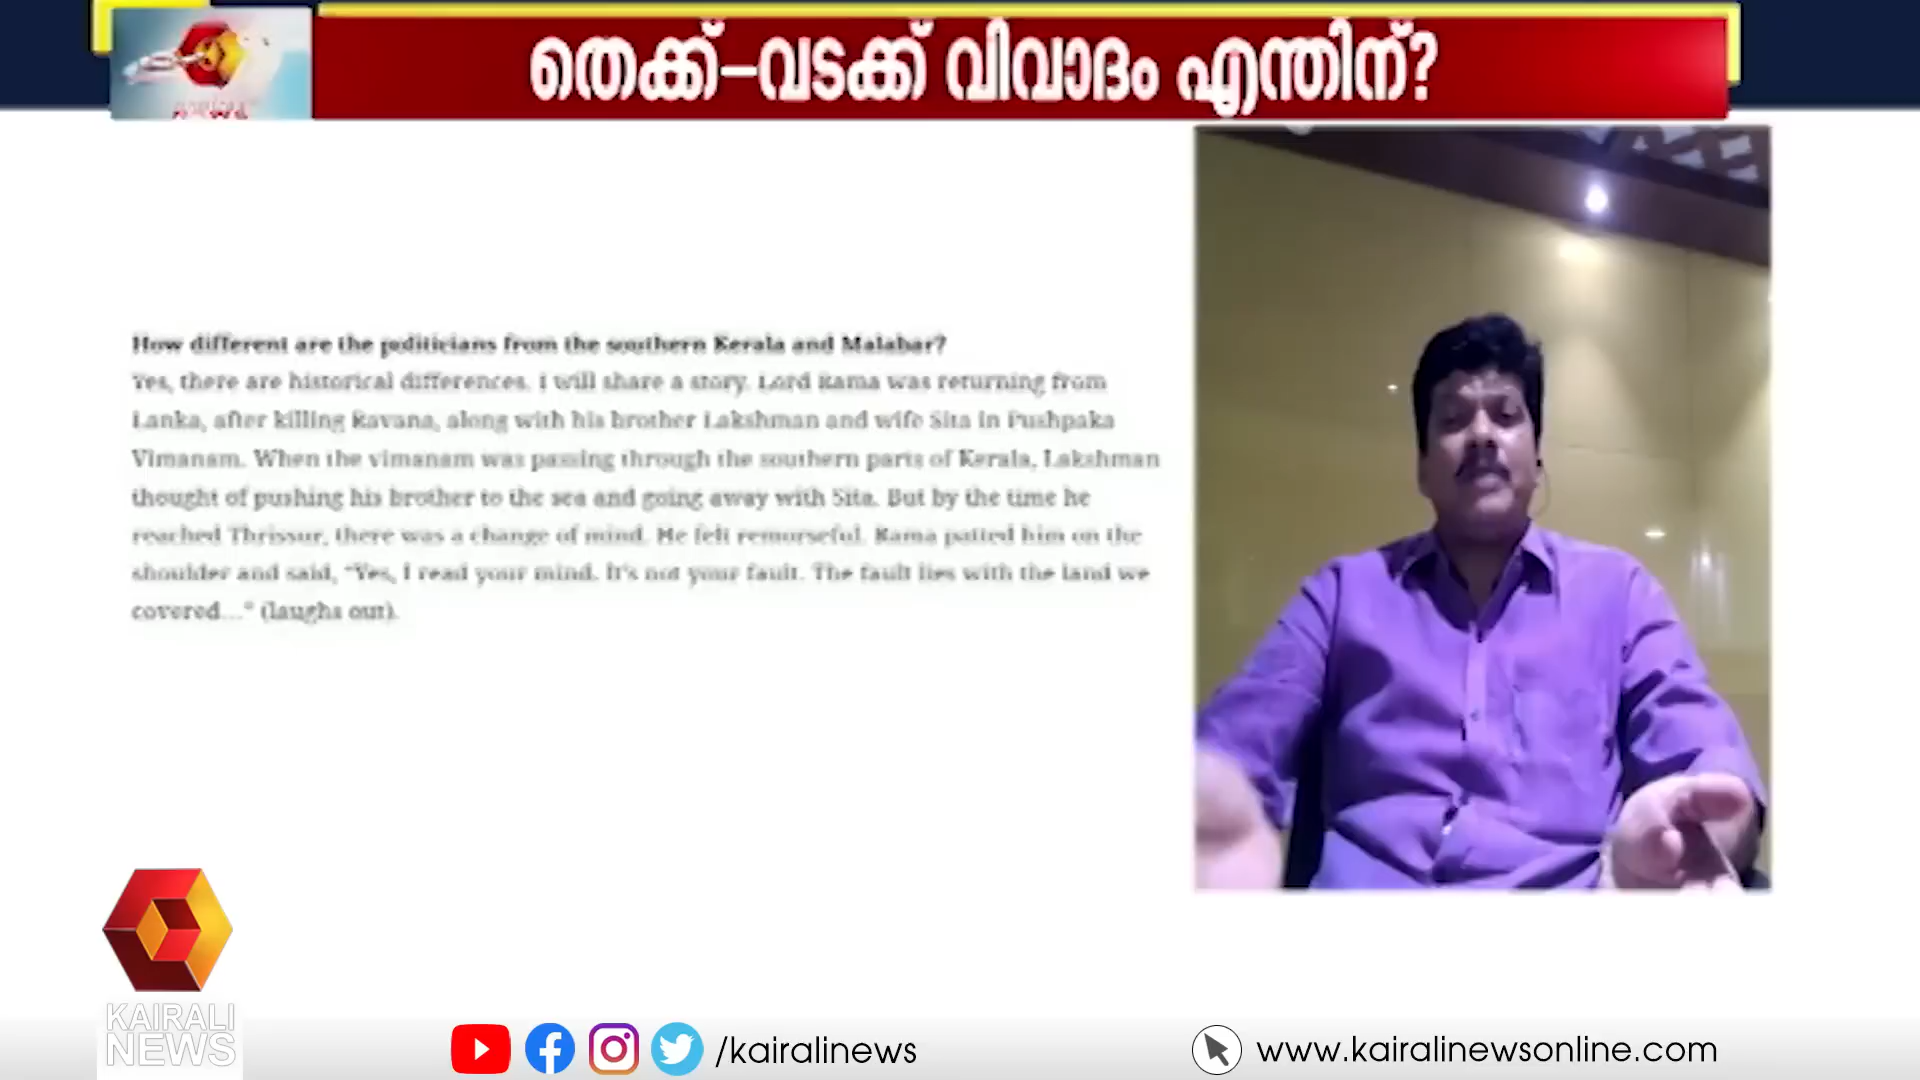 തെക്ക്-വടക്ക് വിവാദം എന്തിന്?
How different are the politicians from the southern Kerala and Malabar?
Yes, there are historical differences. I will share a story. Lord Rama was returning from
Lanka, after killing Ravana, along with his brother Lakshman and wife Sita in Pushpaka
Vimanam. When the vimanam was passing through the southern parts of Kerala, Lakshman
thought of pushing his brother to the sea and going away with Sita. But by the time he
reached Thrissur, there was a change of mind. He felt remorseful. Rama patted him on the
shoulder and said, "Yes, I read your mind. It's not your fault. The fault lies with the land we
covered..." (laughs out).
KAIRALI
NEWS
/kairalinews
www.kairalinewsonline.com